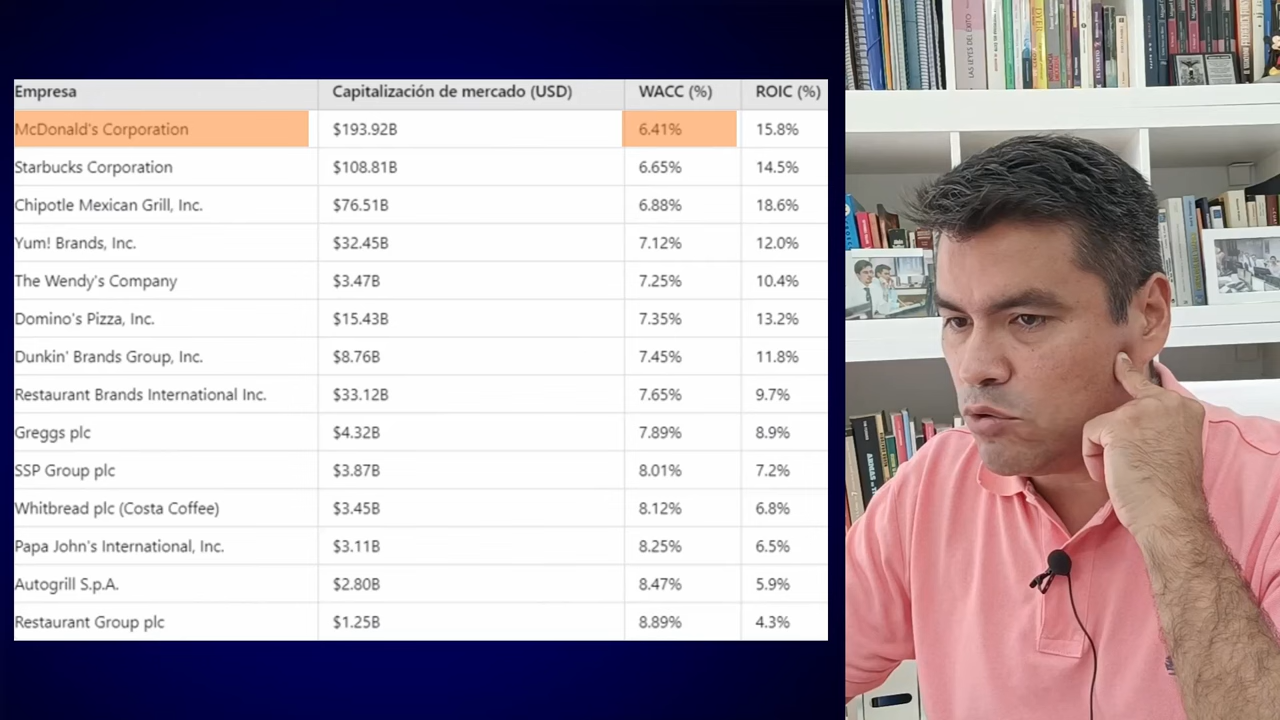 Empresa Capitalización de mercado (USD) WACC (%) ROIC (%)
McDonald's Corporation $193.92B 6.41% 15.8%
Starbucks Corporation $108.81B 6.65% 14.5%
Chipotle Mexican Grill, Inc. $76.51B 6.88% 18.6%
Yum! Brands, Inc. $32.45B 7.12% 12.0%
The Wendy's Company $3.47B 7.25% 10.4%
Domino's Pizza, Inc. $15.43B 7.35% 13.2%
Dunkin' Brands Group, Inc. $8.76B 7.45% 11.8%
Restaurant Brands International Inc. $33.12B 7.65% 9.7%
Greggs plc $4.32B 7.89% 8.9%
SSP Group plc $3.87B 8.01% 7.2%
Whitbread plc (Costa Coffee) $3.45B 8.12% 6.8%
Papa John's International, Inc. $3.11B 8.25% 6.5%
Autogrill S.p.A. $2.80B 8.47% 5.9%
Restaurant Group plc $1.25B 8.89% 4.3%
LAS LEYES DEL ÉXITO
DYER